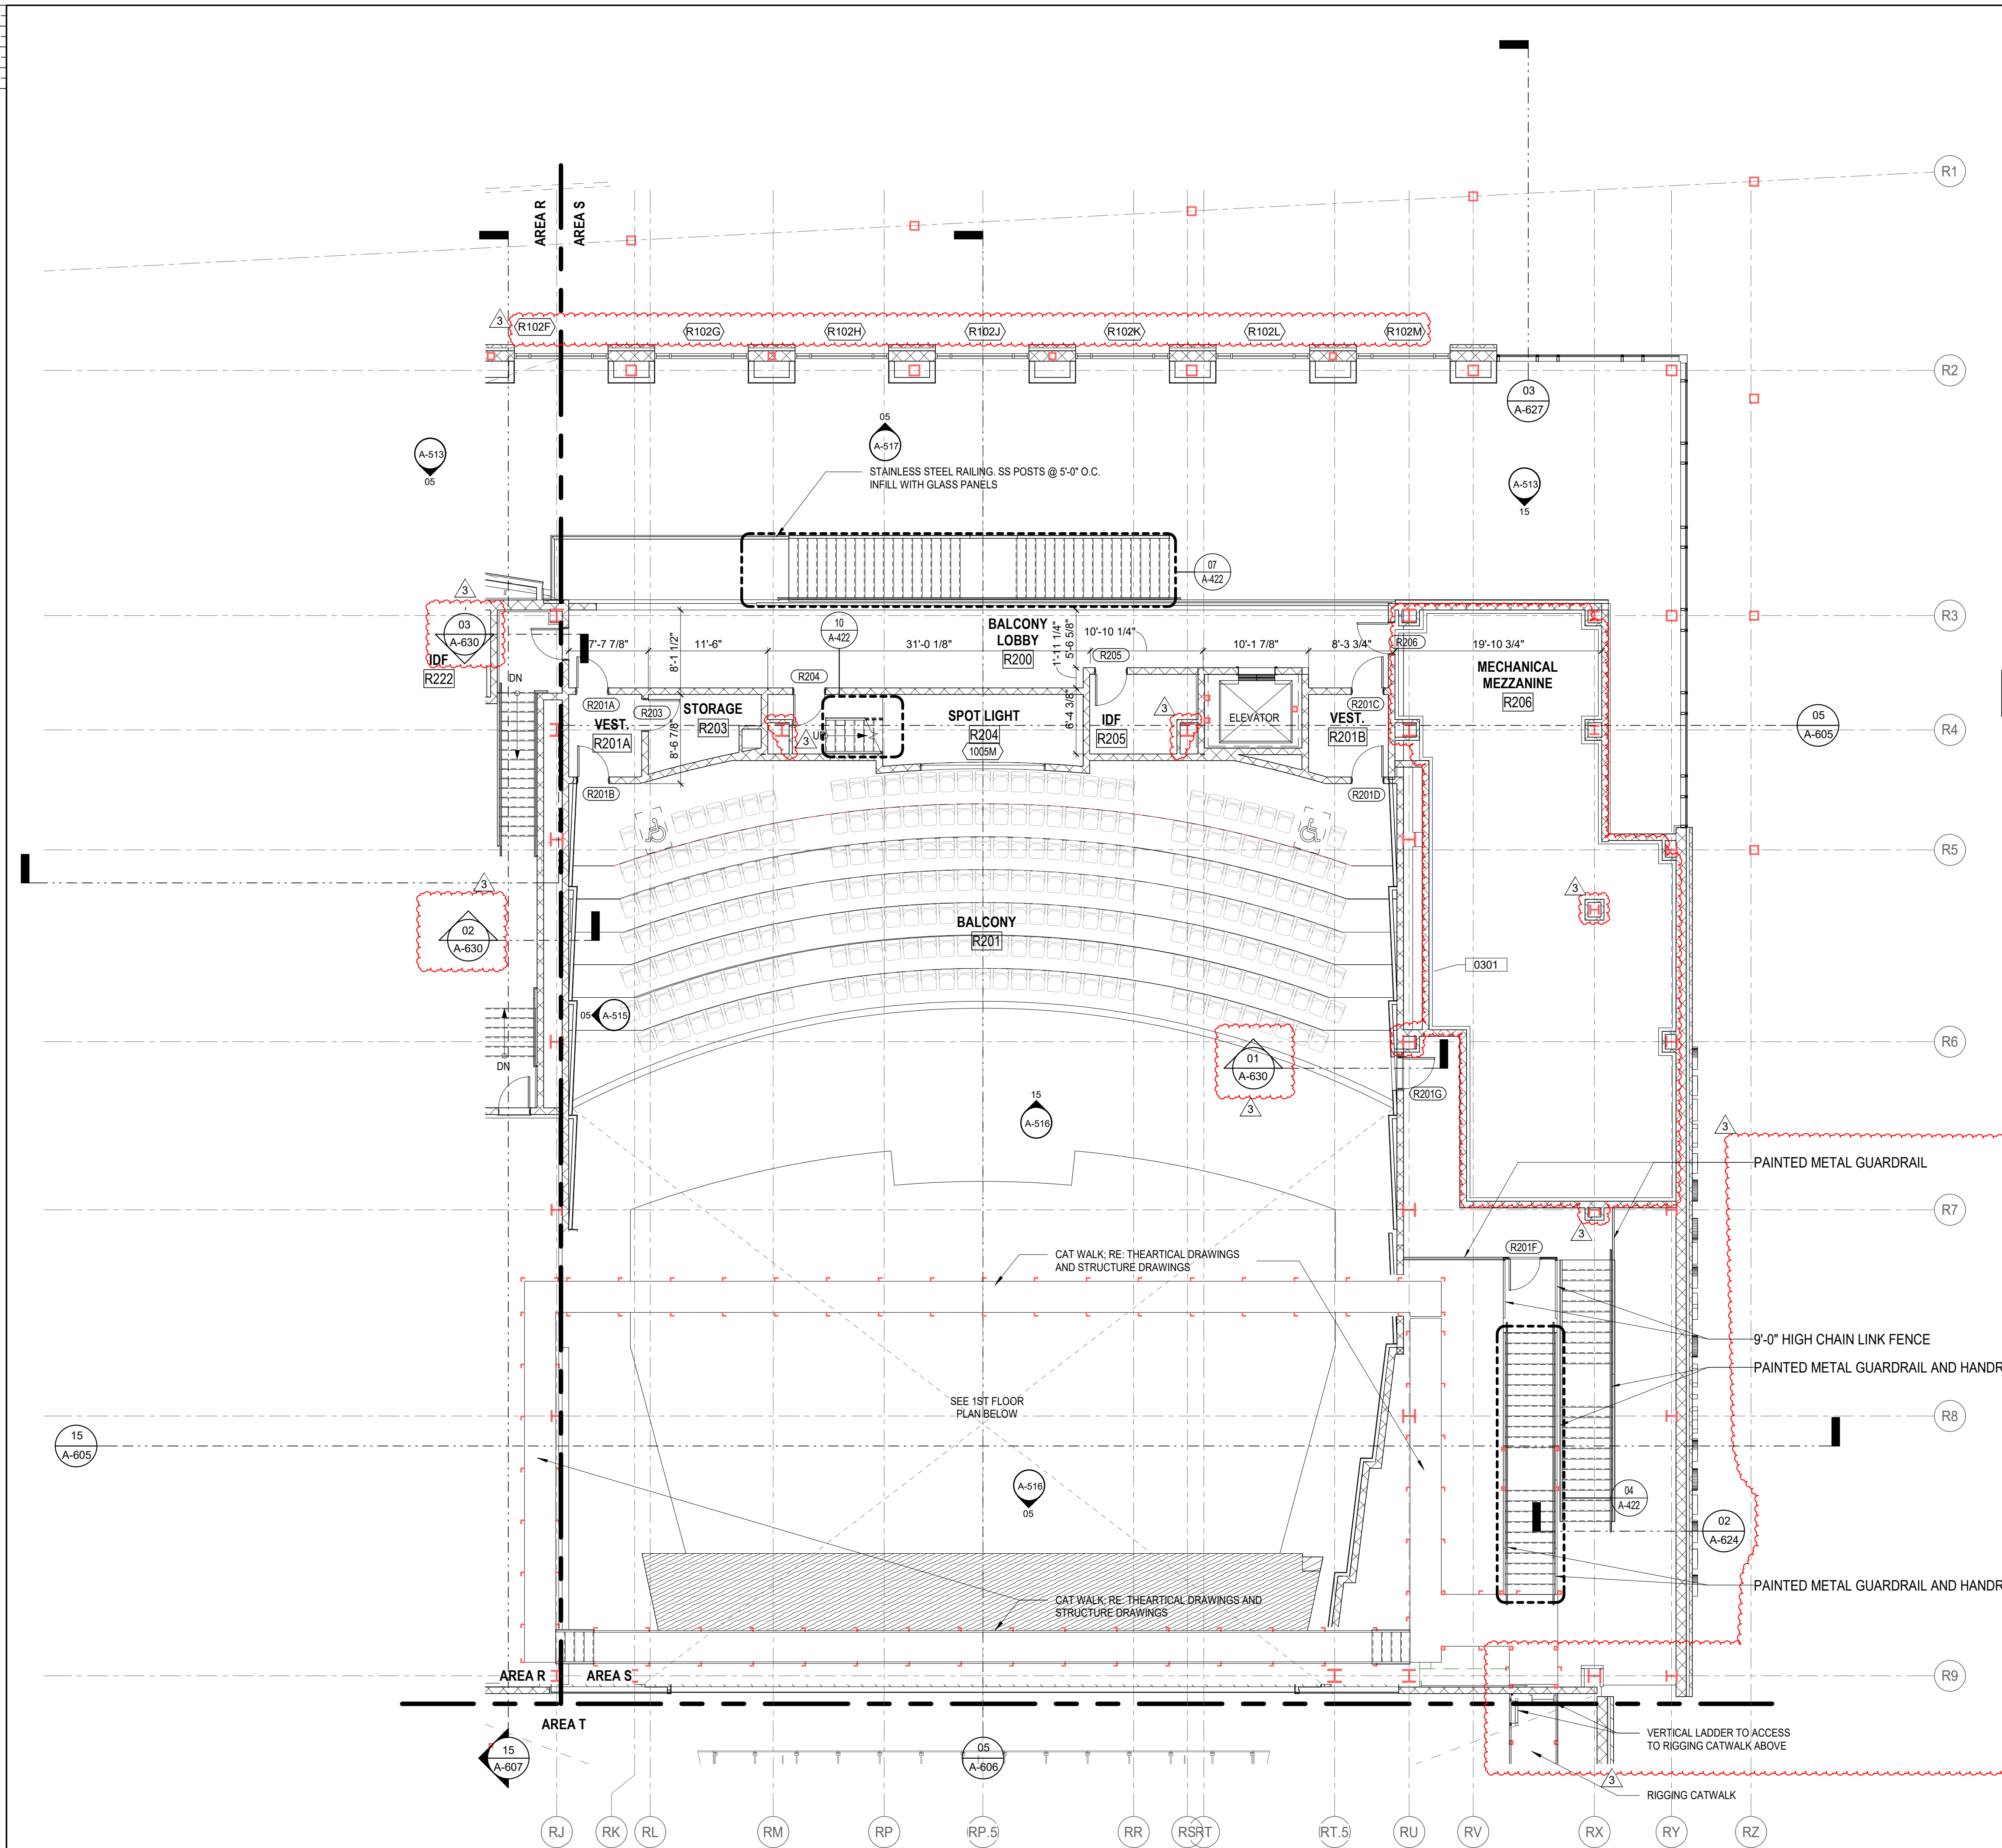 R1
AREA R
AREA S
3
R102F
R102G
R102H
R102J
R102K
R102L
R102M
R2
03
A-627
05
A-517
A-513
05
STAINLESS STEEL RAILING. SS POSTS @ 5'-0" O.C.
INFILL WITH GLASS PANELS
A-513
15
07
A-422
3
03
A-630
IDF
R222
DN
R3
10
A-422
BALCONY
LOBBY
R200
7'-7 7/8"
8'-1 1/2"
11'-6"
31'-0 1/8"
1'-11 1/4"
5'-6 5/8"
10'-10 1/4"
R205
10'-1 7/8"
8'-3 3/4"
R206
19'-10 3/4"
MECHANICAL
MEZZANINE
R206
R204
R201A
R203
STORAGE
R203
VEST.
R201A
8'-6 7/8"
3
UP
SPOT LIGHT
R204
1005M
6'-4 3/8"
IDF
R205
3
ELEVATOR
R201C
VEST.
R201B
05
A-605
R4
R201B
R201D
R5
3
02
A-630
3
BALCONY
R201
0301
05
A-515
DN
R6
01
A-630
3
R201G
15
A-516
3
PAINTED METAL GUARDRAIL
R7
3
R201F
CAT WALK; RE: THEARTICAL DRAWINGS
AND STRUCTURE DRAWINGS
9'-0" HIGH CHAIN LINK FENCE
PAINTED METAL GUARDRAIL AND HANDR
SEE 1ST FLOOR
PLAN BELOW
R8
15
A-605
A-516
05
04
A-422
02
A-624
PAINTED METAL GUARDRAIL AND HANDR
CAT WALK; RE: THEARTICAL DRAWINGS AND
STRUCTURE DRAWINGS
AREA R
AREA S
R9
AREA T
15
A-607
05
A-606
VERTICAL LADDER TO ACCESS
TO RIGGING CATWALK ABOVE
3
RIGGING CATWALK
RJ
RK
RL
RM
RP
RP.5
RR
RS
RT
RT.5
RU
RV
RX
RY
RZ